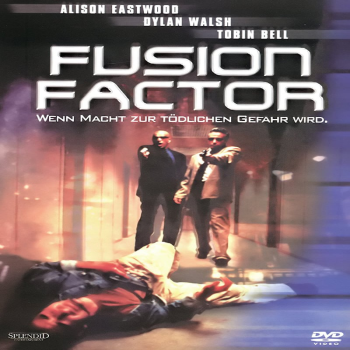 ALISON EASTWOOD
DYLAN WALSH
TOBIN BELL
FUSION
FACTOR
WENN MACHT ZUR TÖDLICHEN GEFAHR WIRD.
SPLENDID
DVD
VIDEO